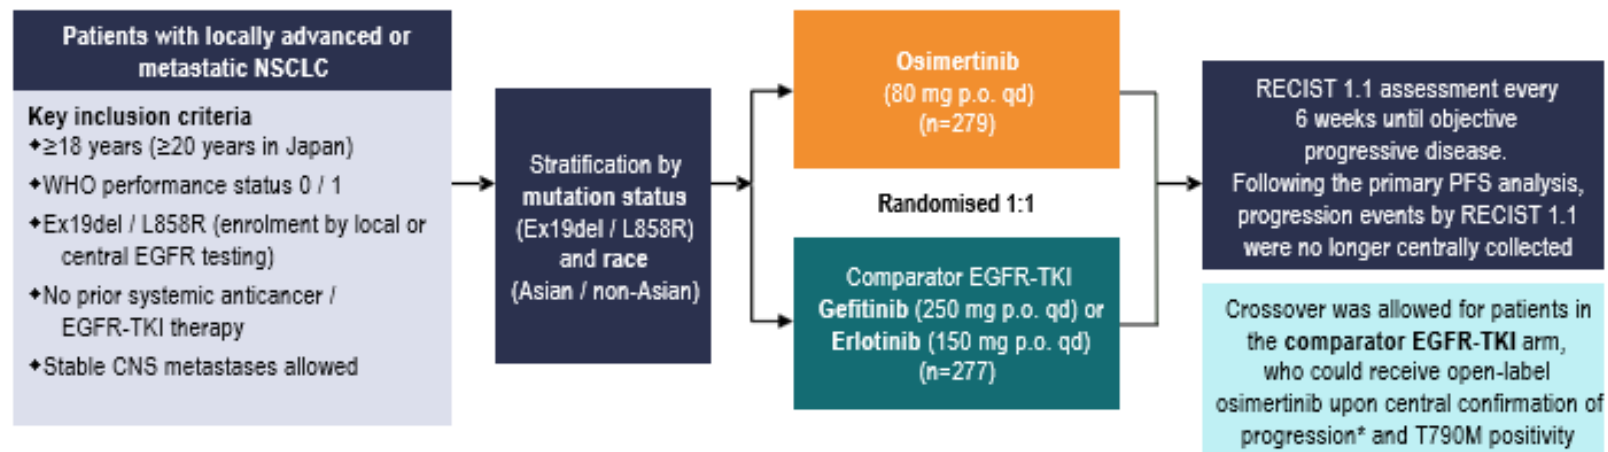 Patients with locally advanced or
metastatic NSCLC
Key inclusion criteria
◆≥18 years (≥20 years in Japan)
◆WHO performance status 0 / 1
◆Ex19del / L858R (enrolment by local or
central EGFR testing)
◆No prior systemic anticancer /
EGFR-TKI therapy
◆Stable CNS metastases allowed
Stratification by
mutation status
(Ex19del / L858R)
and race
(Asian / non-Asian)
Osimertinib
(80 mg p.o. qd)
(n=279)
Randomised 1:1
Comparator EGFR-TKI
Gefitinib (250 mg p.o. qd) or
Erlotinib (150 mg p.o. qd)
(n=277)
RECIST 1.1 assessment every
6 weeks until objective
progressive disease.
Following the primary PFS analysis,
progression events by RECIST 1.1
were no longer centrally collected
Crossover was allowed for patients in
the comparator EGFR-TKI arm,
who could receive open-label
osimertinib upon central confirmation of
progression* and T790M positivity